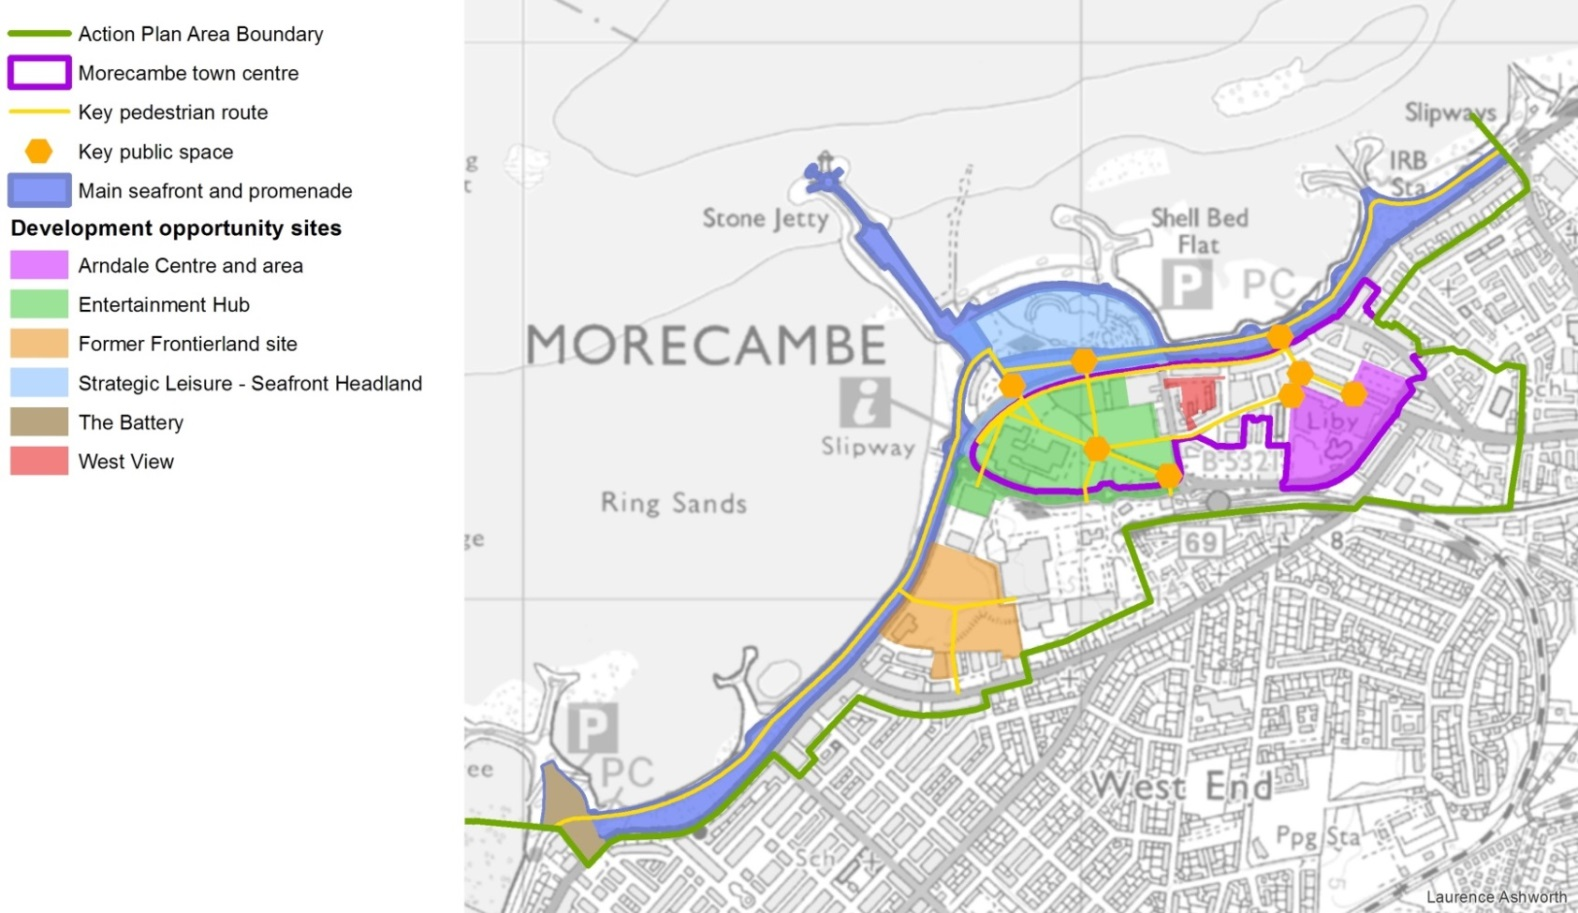 Action Plan Area Boundary
Morecambe town centre
Key pedestrian route
Key public space
Main seafront and promenade
Development opportunity sites
Arndale Centre and area
Entertainment Hub
Former Frontierland site
Strategic Leisure - Seafront Headland
The Battery
West View
Slipways
IRB
Sta
Stone Jetty
Shell Bed
Flat
P
PC
MORECAMBE
i
Slipway
Liby
B 5321
Ring Sands
69
8
Sch
P
PC
West End
Ppg Sta
Sch
Laurence Ashworth